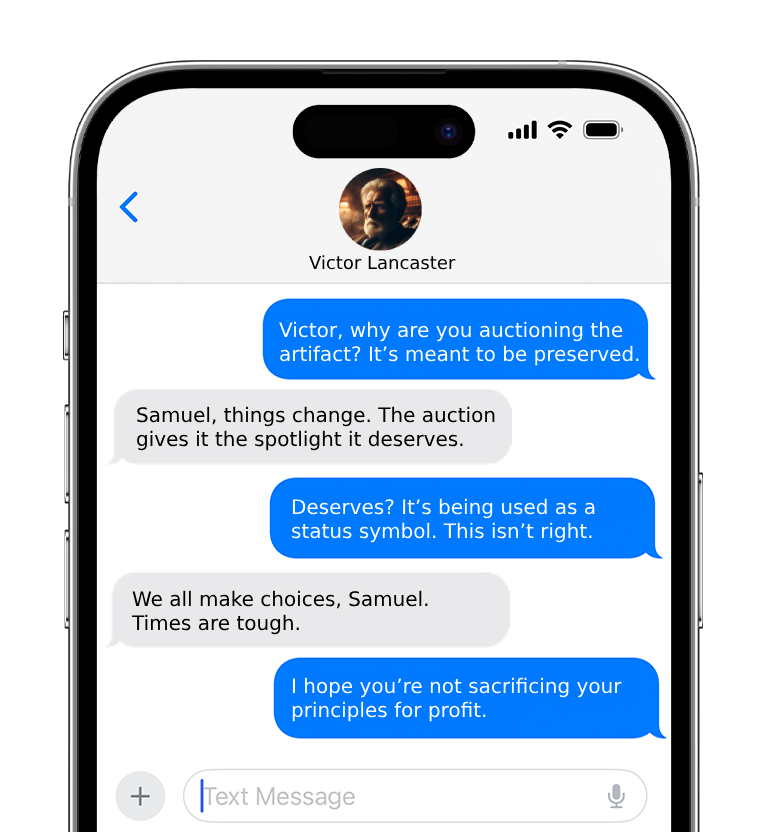 Victor Lancaster
Victor, why are you auctioning the
artifact? It’s meant to be preserved.
Samuel, things change. The auction
gives it the spotlight it deserves.
Deserves? It’s being used as a
status symbol. This isn’t right.
We all make choices, Samuel.
Times are tough.
I hope you’re not sacrificing your
principles for profit.
Text Message